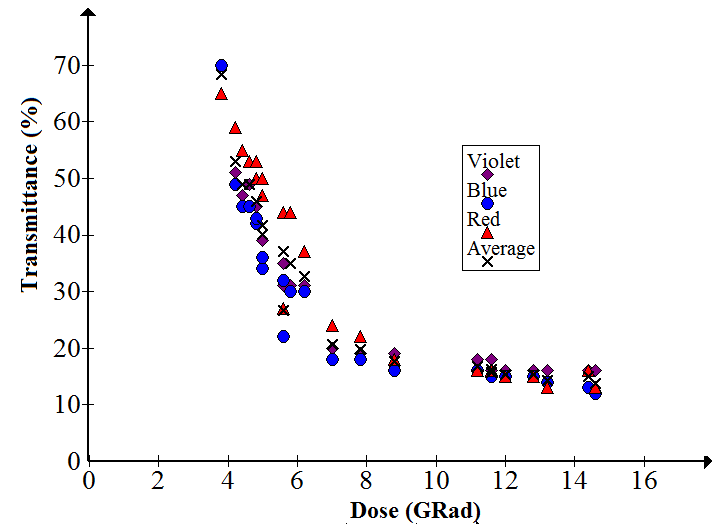 Transmittance (%)
70
60
50
40
30
20
10
0
Violet
Blue
Red
Average
0 2 4 6 8 10 12 14 16
Dose (GRad)